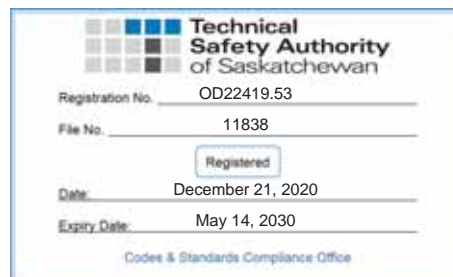 Technical
Safety Authority
of Saskatchewan
Registration No. OD22419.53
File No. 11838
Registered
Date: December 21, 2020
Expiry Date: May 14, 2030
Codes & Standards Compliance Office